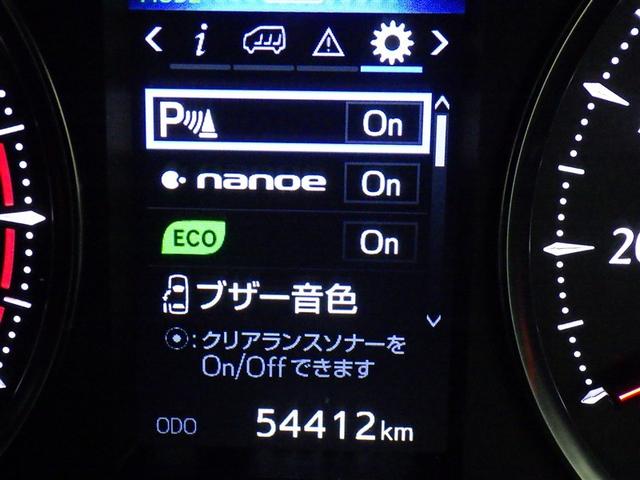 i
P On
nanoe On
ECO On
ブザー音色
:クリアランスソナーを
On/Offできます
ODO 54412km
20